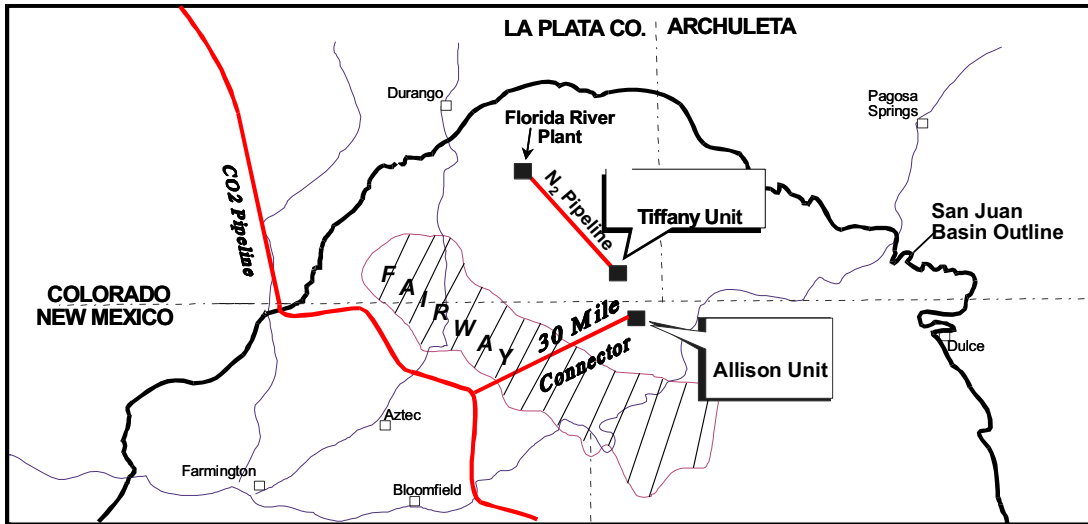 LA PLATA CO. ARCHULETA
Durango
Pagosa
Springs
Florida River
Plant
CO2 Pipeline
N2 Pipeline
Tiffany Unit
San Juan
Basin Outline
FAIRWAY
COLORADO
NEW MEXICO
30 Mile
Connector
Dulce
Allison Unit
Aztec
Farmington
Bloomfield